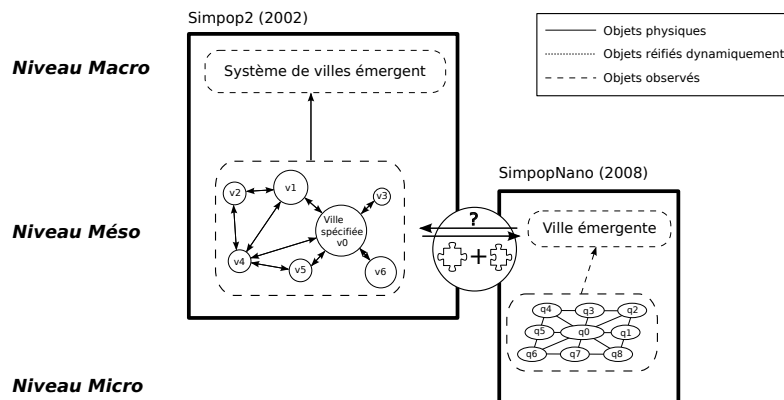 Simpop2 (2002)
Objets physiques
Objets réifiés dynamiquement
Objets observés
Niveau Macro
Système de villes émergent
SimpopNano (2008)
v1
v2
v3
Ville
spécifiée
v0
v4
v5
v6
?
+
Niveau Méso
Ville émergente
q4
q3
q2
q5
q0
q1
q6
q7
q8
Niveau Micro